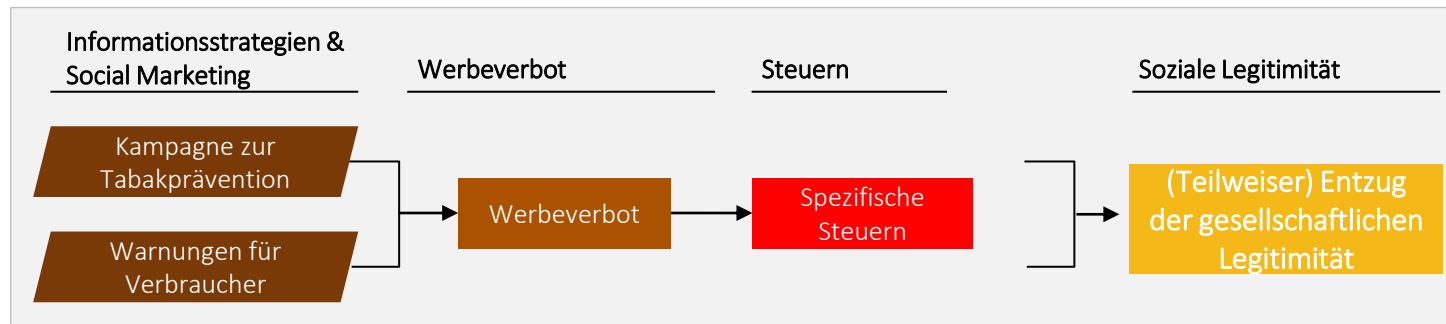 Informationsstrategien &
Social Marketing
Werbeverbot
Steuern
Soziale Legitimität
Kampagne zur
Tabakprävention
Warnungen für
Verbraucher
Werbeverbot
Spezifische
Steuern
(Teilweiser) Entzug
der gesellschaftlichen
Legitimität